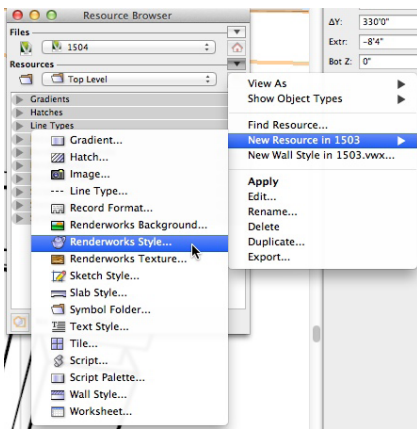 Resource Browser
Files
1504
Resources
Top Level
Gradients
Hatches
Line Types
Gradient...
Hatch...
Image...
Line Type...
Record Format...
Renderworks Background...
Renderworks Style...
Renderworks Texture...
Sketch Style...
Slab Style...
Symbol Folder...
Text Style...
Tile...
Script...
Script Palette...
Wall Style...
Worksheet...
View As
Show Object Types
Find Resource...
New Resource in 1503
New Wall Style in 1503.vwx...
Apply
Edit...
Rename...
Delete
Duplicate...
Export...
ΔY: 330'0"
Extr: -8'4"
Bot Z: 0"